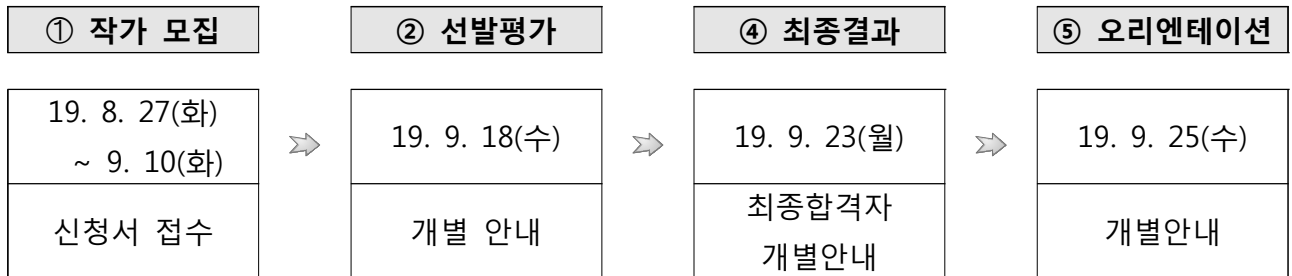 ① 작가 모집
② 선발평가
④ 최종결과
⑤ 오리엔테이션
19. 8. 27(화)
~ 9. 10(화)
19. 9. 18(수)
19. 9. 23(월)
19. 9. 25(수)
신청서 접수
개별 안내
최종합격자
개별안내
개별안내